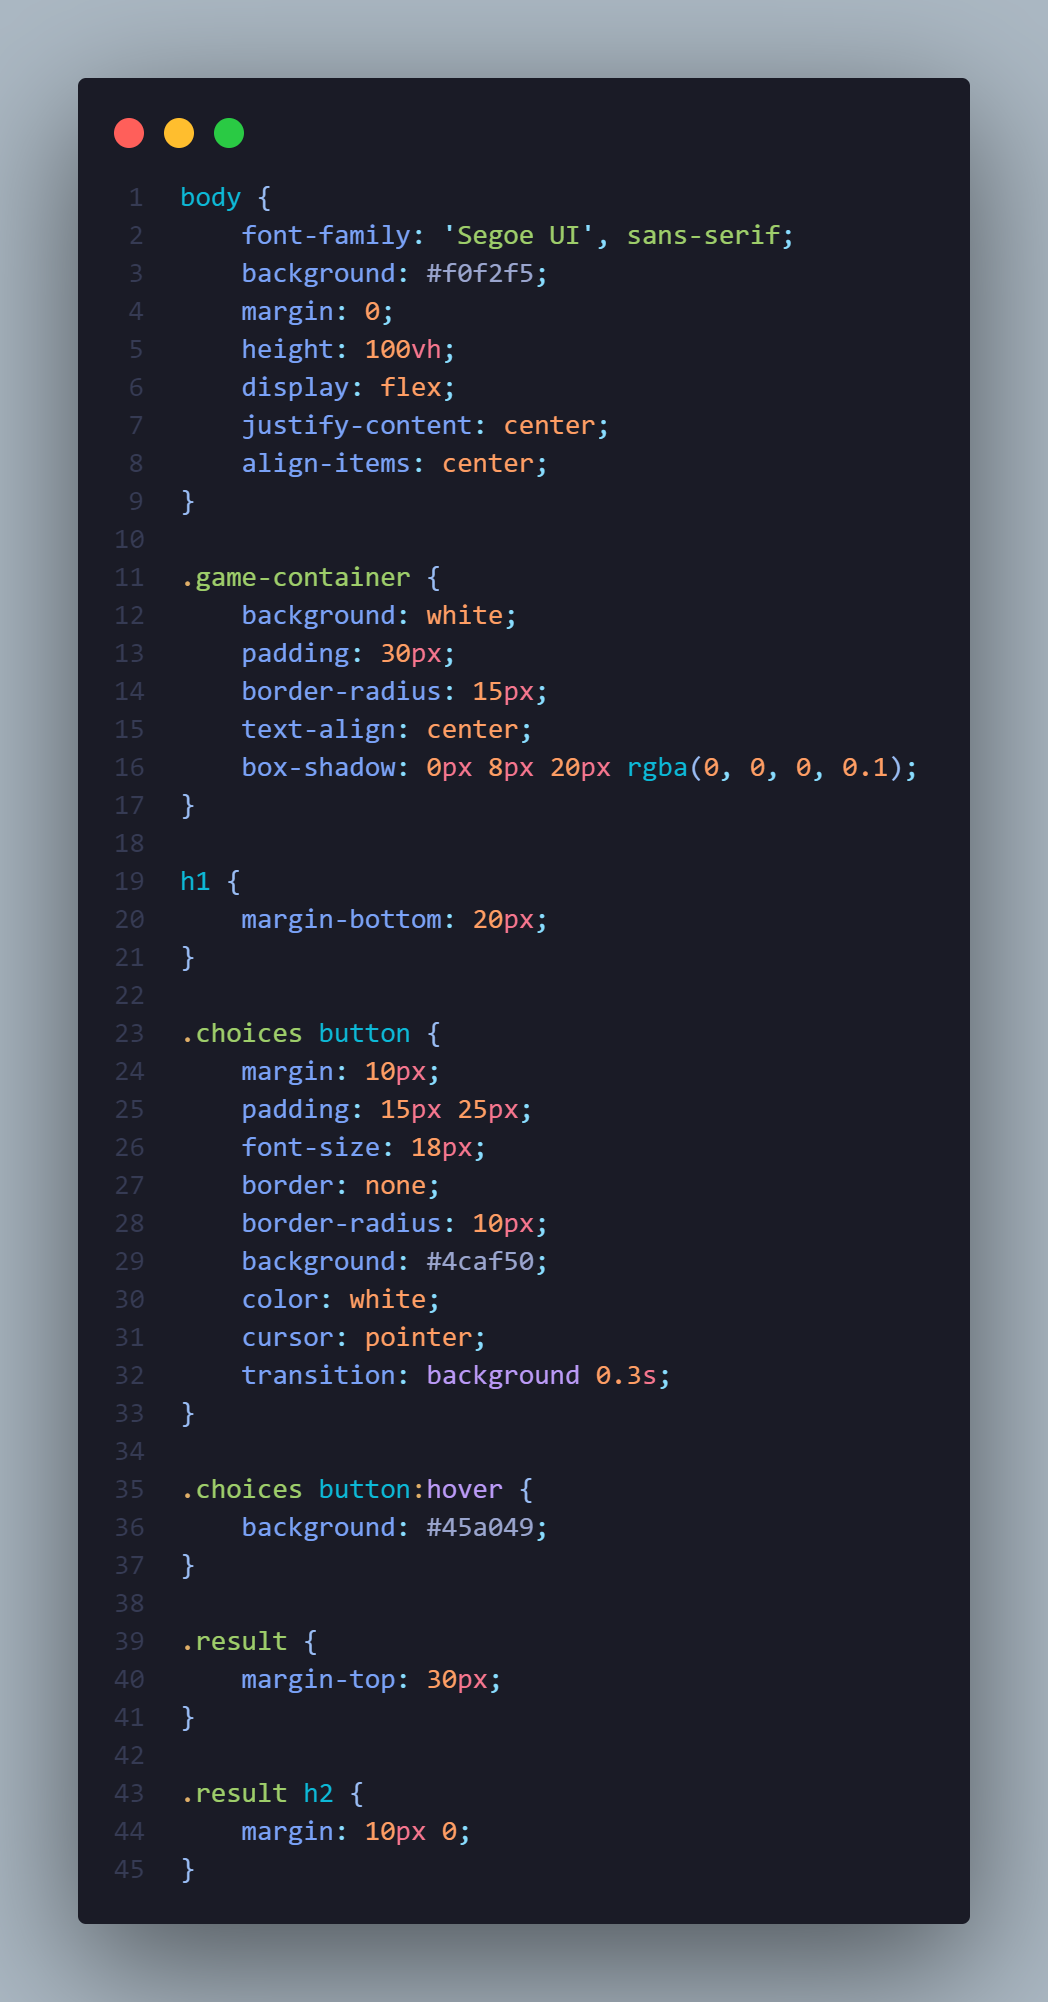 1 body {
2     font-family: 'Segoe UI', sans-serif;
3     background: #f0f2f5;
4     margin: 0;
5     height: 100vh;
6     display: flex;
7     justify-content: center;
8     align-items: center;
9 }
10
11 .game-container {
12     background: white;
13     padding: 30px;
14     border-radius: 15px;
15     text-align: center;
16     box-shadow: 0px 8px 20px rgba(0, 0, 0, 0.1);
17 }
18
19 h1 {
20     margin-bottom: 20px;
21 }
22
23 .choices button {
24     margin: 10px;
25     padding: 15px 25px;
26     font-size: 18px;
27     border: none;
28     border-radius: 10px;
29     background: #4caf50;
30     color: white;
31     cursor: pointer;
32     transition: background 0.3s;
33 }
34
35 .choices button:hover {
36     background: #45a049;
37 }
38
39 .result {
40     margin-top: 30px;
41 }
42
43 .result h2 {
44     margin: 10px 0;
45 }